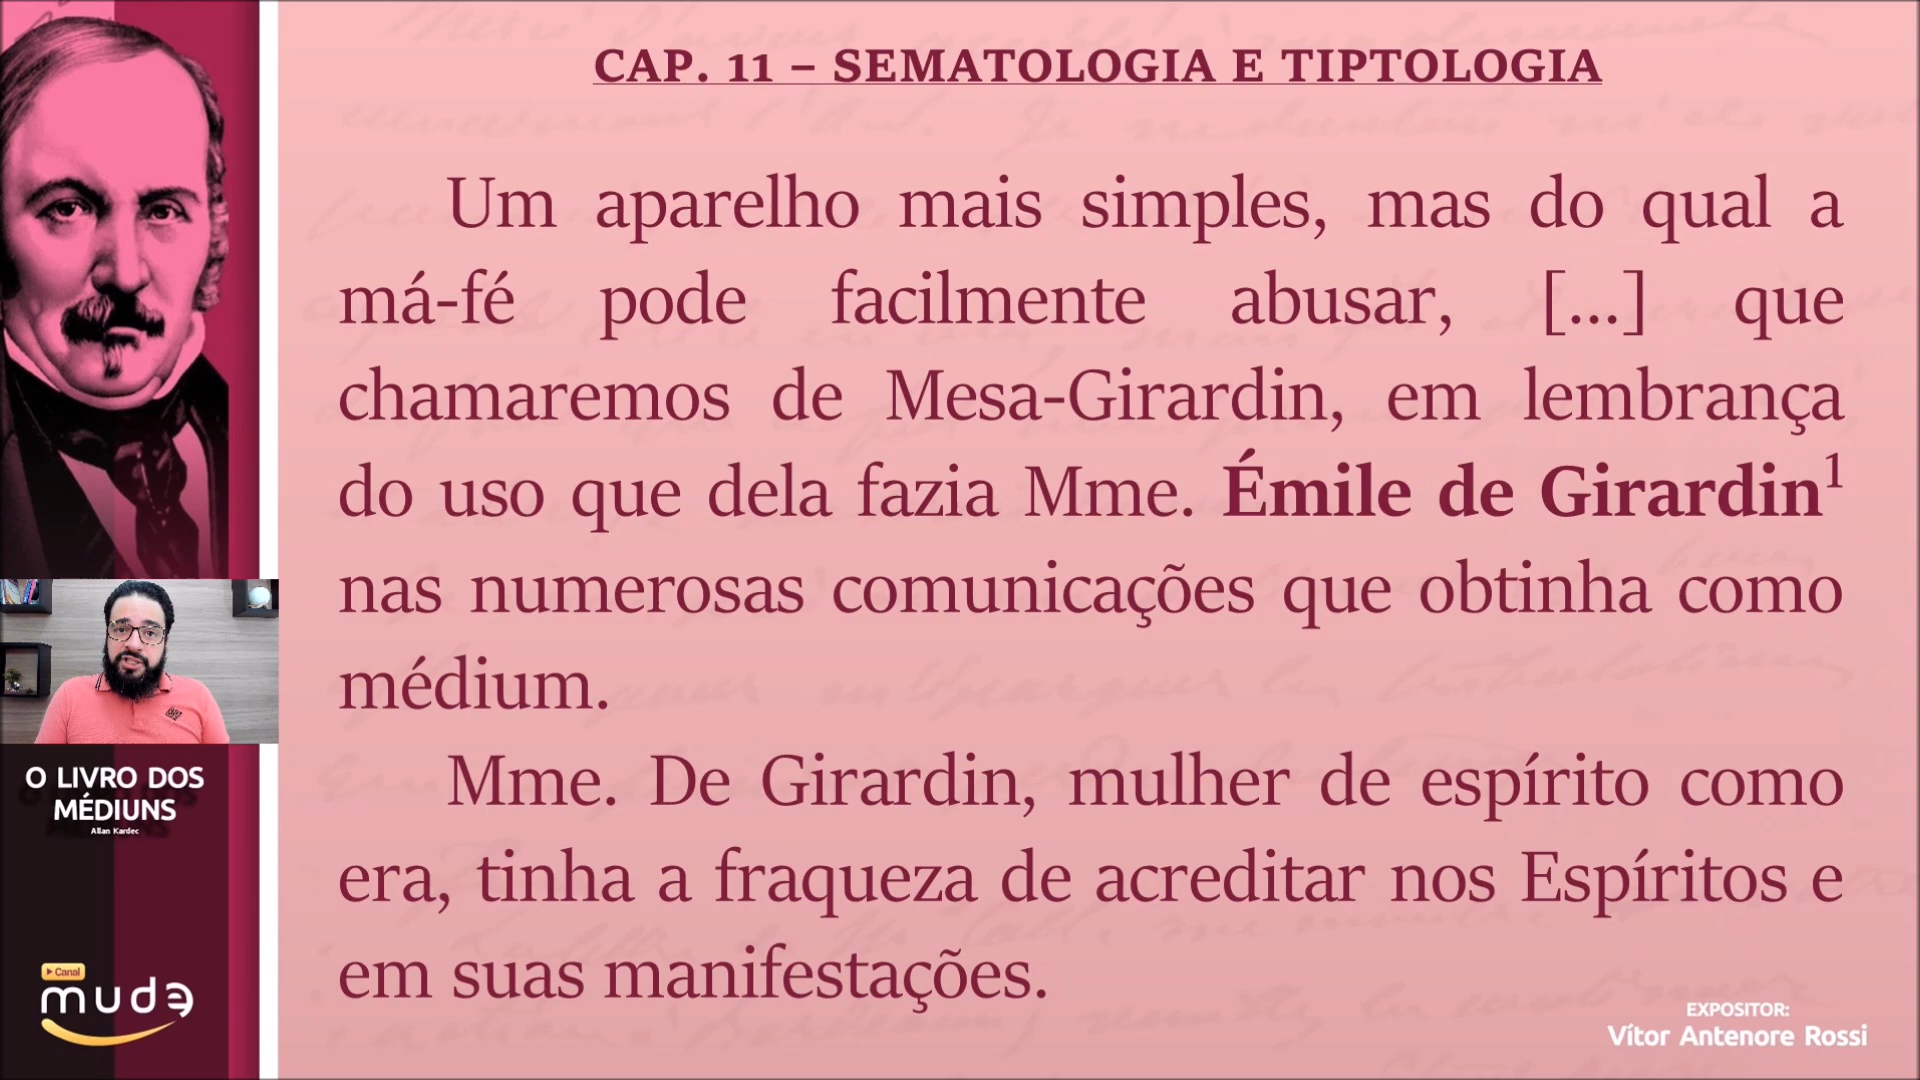 CAP. 11 – SEMATOLOGIA E TIPTOLOGIA
Um aparelho mais simples, mas do qual a
má-fé pode facilmente abusar, [...] que
chamaremos de Mesa-Girardin, em lembrança
do uso que dela fazia Mme. Émile de Girardin¹
nas numerosas comunicações que obtinha como
médium.
Mme. De Girardin, mulher de espírito como
era, tinha a fraqueza de acreditar nos Espíritos e
em suas manifestações.
O LIVRO DOS
MÉDIUNS
Allan Kardec
Canal
mude
EXPOSITOR:
Vítor Antenore Rossi